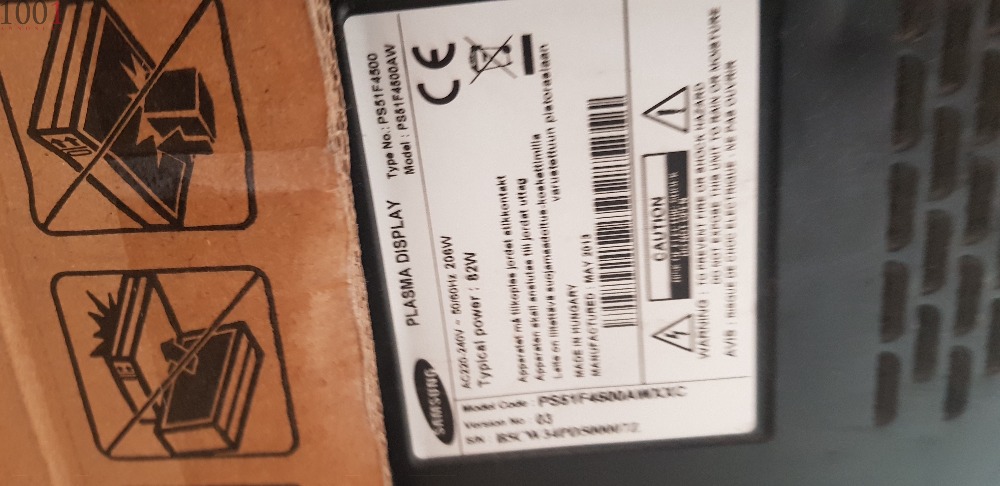 1001
SAMSUNG
PLASMA DISPLAY
Type No.: PS51F4500
Model : PS51F4500AW
AC220-240V ~ 50/60Hz 206W
Typical power : 82W
CE
Apparatet må tilkoples jordet stikkontakt
Apparaten skall anslutas till jordat uttag
Laite on liitettävä suojamaadoitus-koskettimilla
varustettuun pistorasiaan
MADE IN HUNGARY
MANUFACTURED : MAY 2013
CAUTION
WARNING : TO PREVENT FIRE OR SHOCK HAZARD
TO NOT EXPOSE THIS UNIT TO RAIN OR MOISTURE
AVIS : RISQUE DE CHOC ELECTRIQUE - NE PAS OUVRIR
Model Code : PS51F4500AWXXC
Version No : 03
S/N :